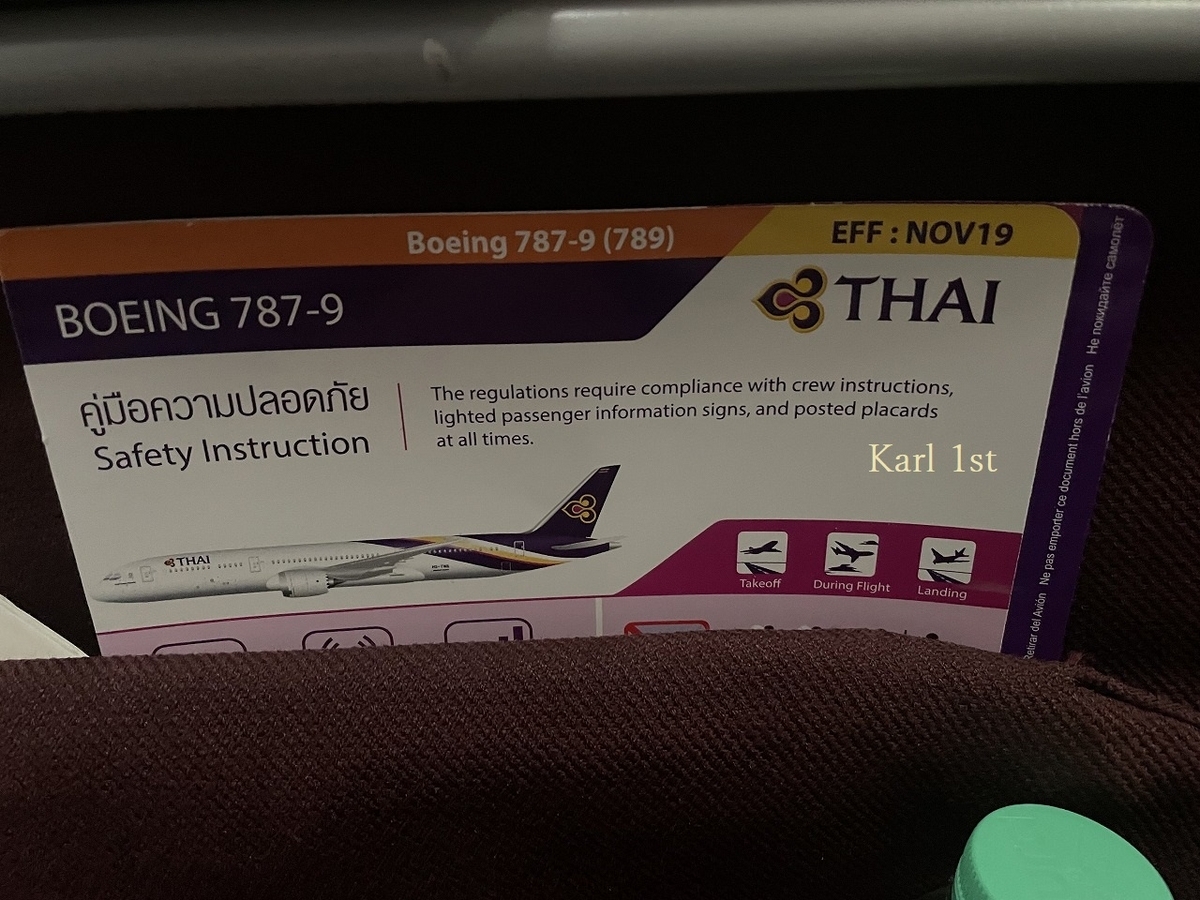 Boeing 787-9 (789)
EFF : NOV19
BOEING 787-9
THAI
คู่มือความปลอดภัย
Safety Instruction
The regulations require compliance with crew instructions,
lighted passenger information signs, and posted placards
at all times.
Karl 1st
THAI
Takeoff
During Flight
Landing
Retirar del Avión Ne pas emporter ce document hors de l'avion Не покидайте самолёт